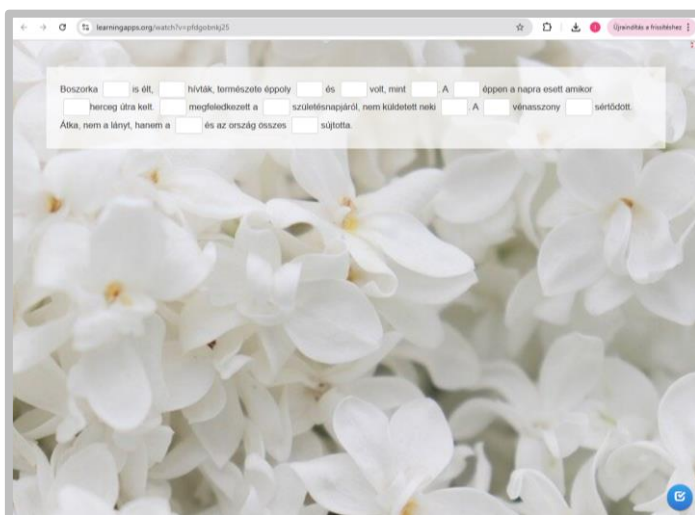 learningapps.org/watch?v=pfdgobnkj25
Újraindítás a frissítéshez
Boszorka is élt, hívták, természete éppoly és volt, mint . A éppen a napra esett amikor
herceg útra kelt. megfeledkezett a születésnapjáról, nem küldetett neki . A vénasszony sértődött.
Átka, nem a lányt, hanem a és az ország összes sújtotta.